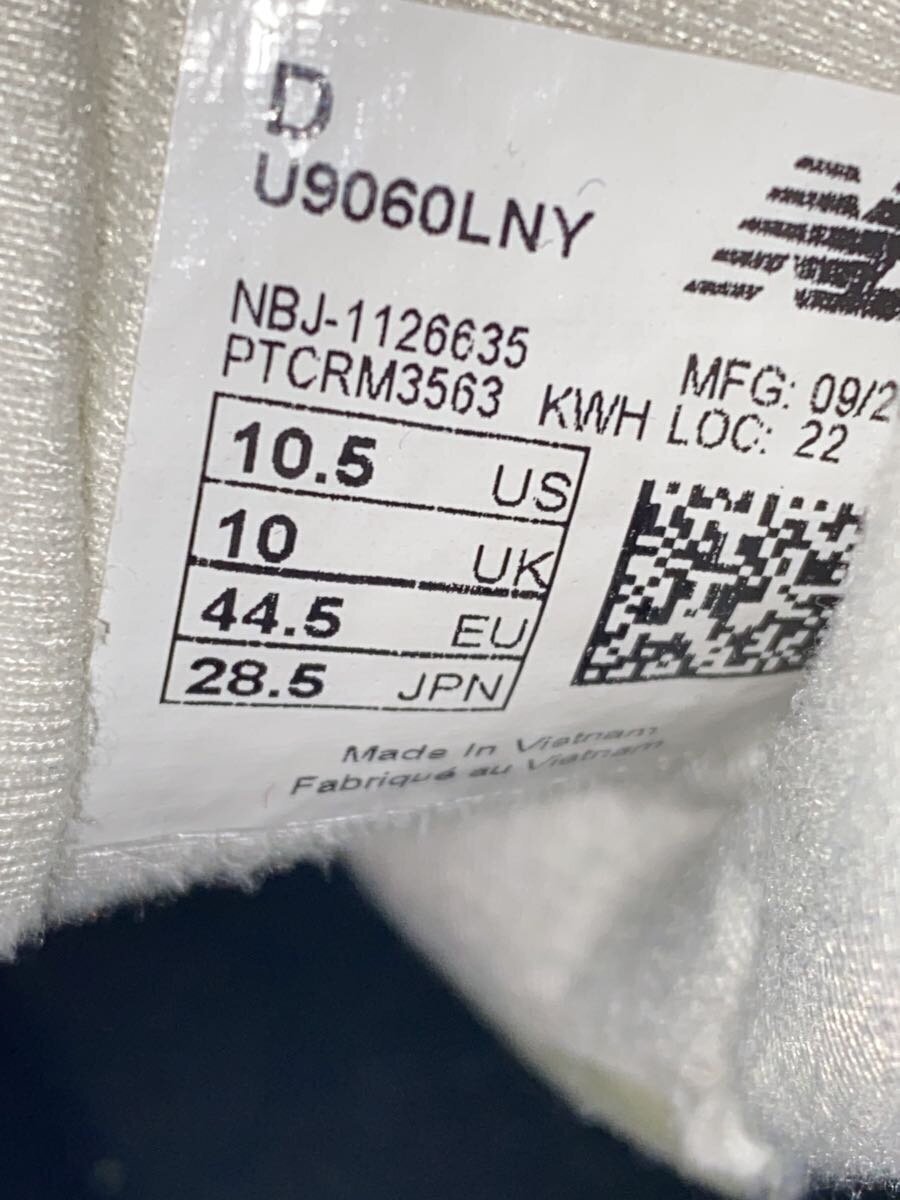 D
U9060LNY
NBJ-1126635
PTCRM3563 KWH
MFG: 09/2
LOC: 22
10.5 US
10 UK
44.5 EU
28.5 JPN
Made In Vietnam
Fabriqué au Vietnam